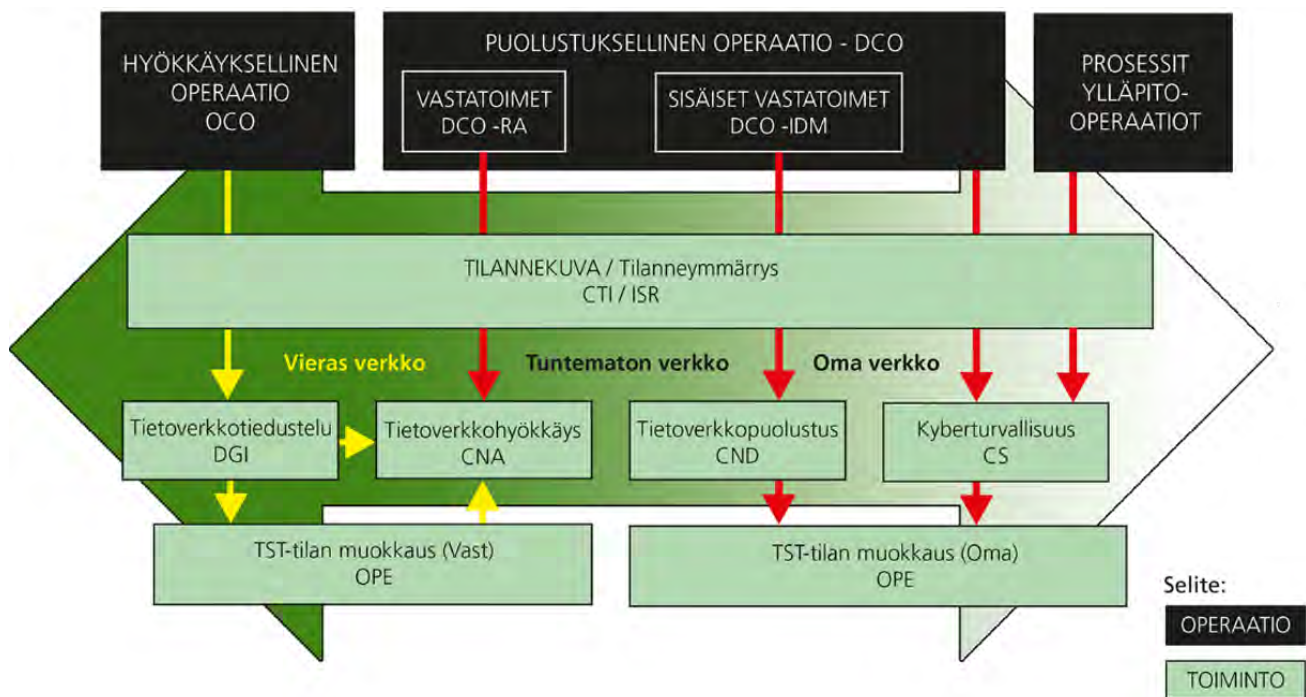 HYÖKKÄYKSELLINEN
OPERAATIO
OCO
PUOLUSTUKSELLINEN OPERAATIO - DCO
VASTATOIMET
DCO -RA
SISÄISET VASTATOIMET
DCO -IDM
PROSESSIT
YLLÄPITO-
OPERAATIOT
TILANNEKUVA / Tilanneymmärrys
CTI / ISR
Vieras verkko
Tuntematon verkko
Oma verkko
Tietoverkkotiedustelu
DGI
Tietoverkkohyökkäys
CNA
Tietoverkkopuolustus
CND
Kyberturvallisuus
CS
TST-tilan muokkaus (Vast)
OPE
TST-tilan muokkaus (Oma)
OPE
Selite:
OPERAATIO
TOIMINTO